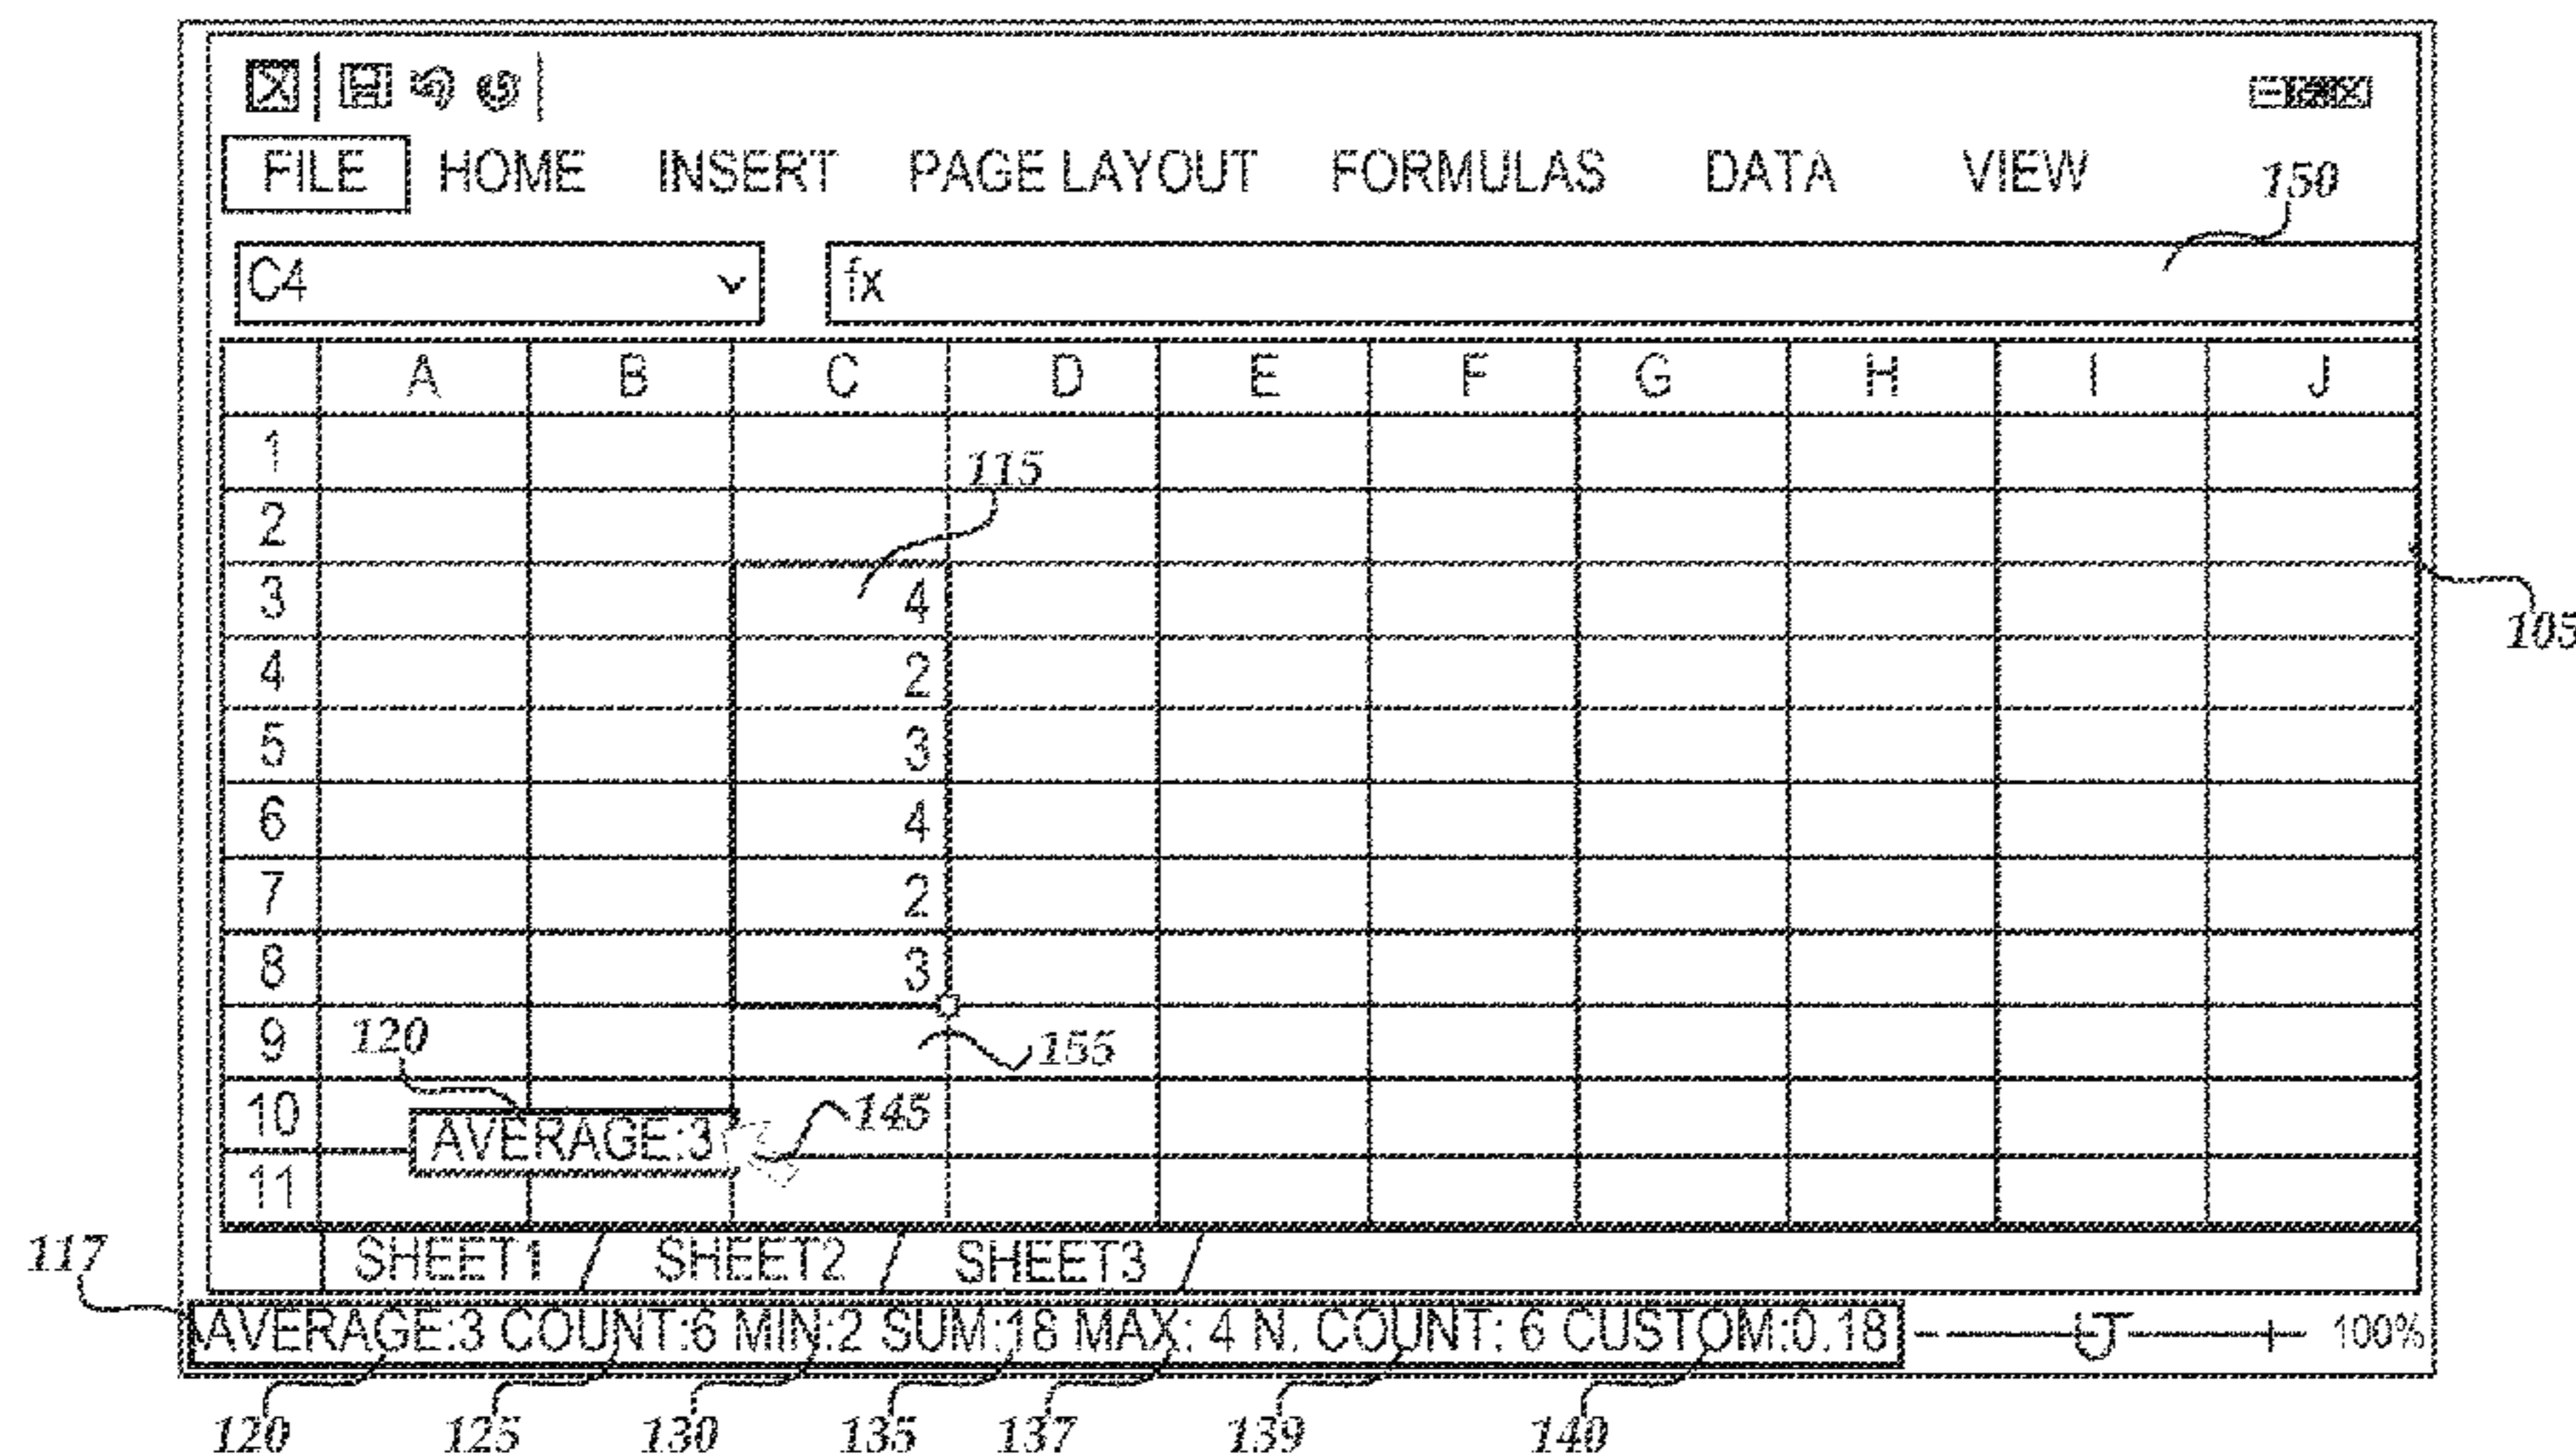 FILE HOME INSERT PAGE LAYOUT FORMULAS DATA VIEW 150
C4 fx
A B C D E F G H I J
1
115
2
3 4
105
4 2
5 3
6 4
7 2
8 3
9 120 155
10 145
AVERAGE:3
11
117 SHEET1 SHEET2 SHEET3
AVERAGE:3 COUNT:6 MIN:2 SUM:18 MAX: 4 N. COUNT: 6 CUSTOM:0.18 100%
120 125 130 135 137 139 140